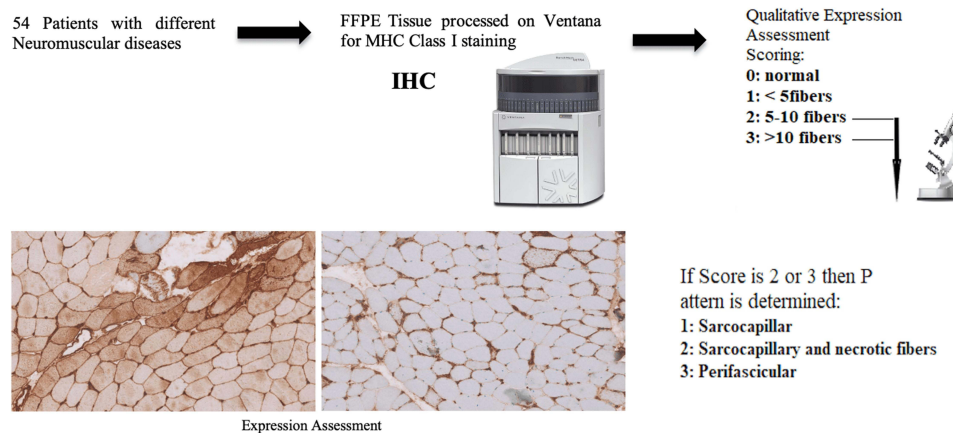 54 Patients with different
Neuromuscular diseases
FFPE Tissue processed on Ventana
for MHC Class I staining
IHC
Qualitative Expression
Assessment
Scoring:
0: normal
1: < 5fibers
2: 5-10 fibers
3: >10 fibers
If Score is 2 or 3 then P
attern is determined:
1: Sarcocapillar
2: Sarcocapillary and necrotic fibers
3: Perifascicular
Expression Assessment